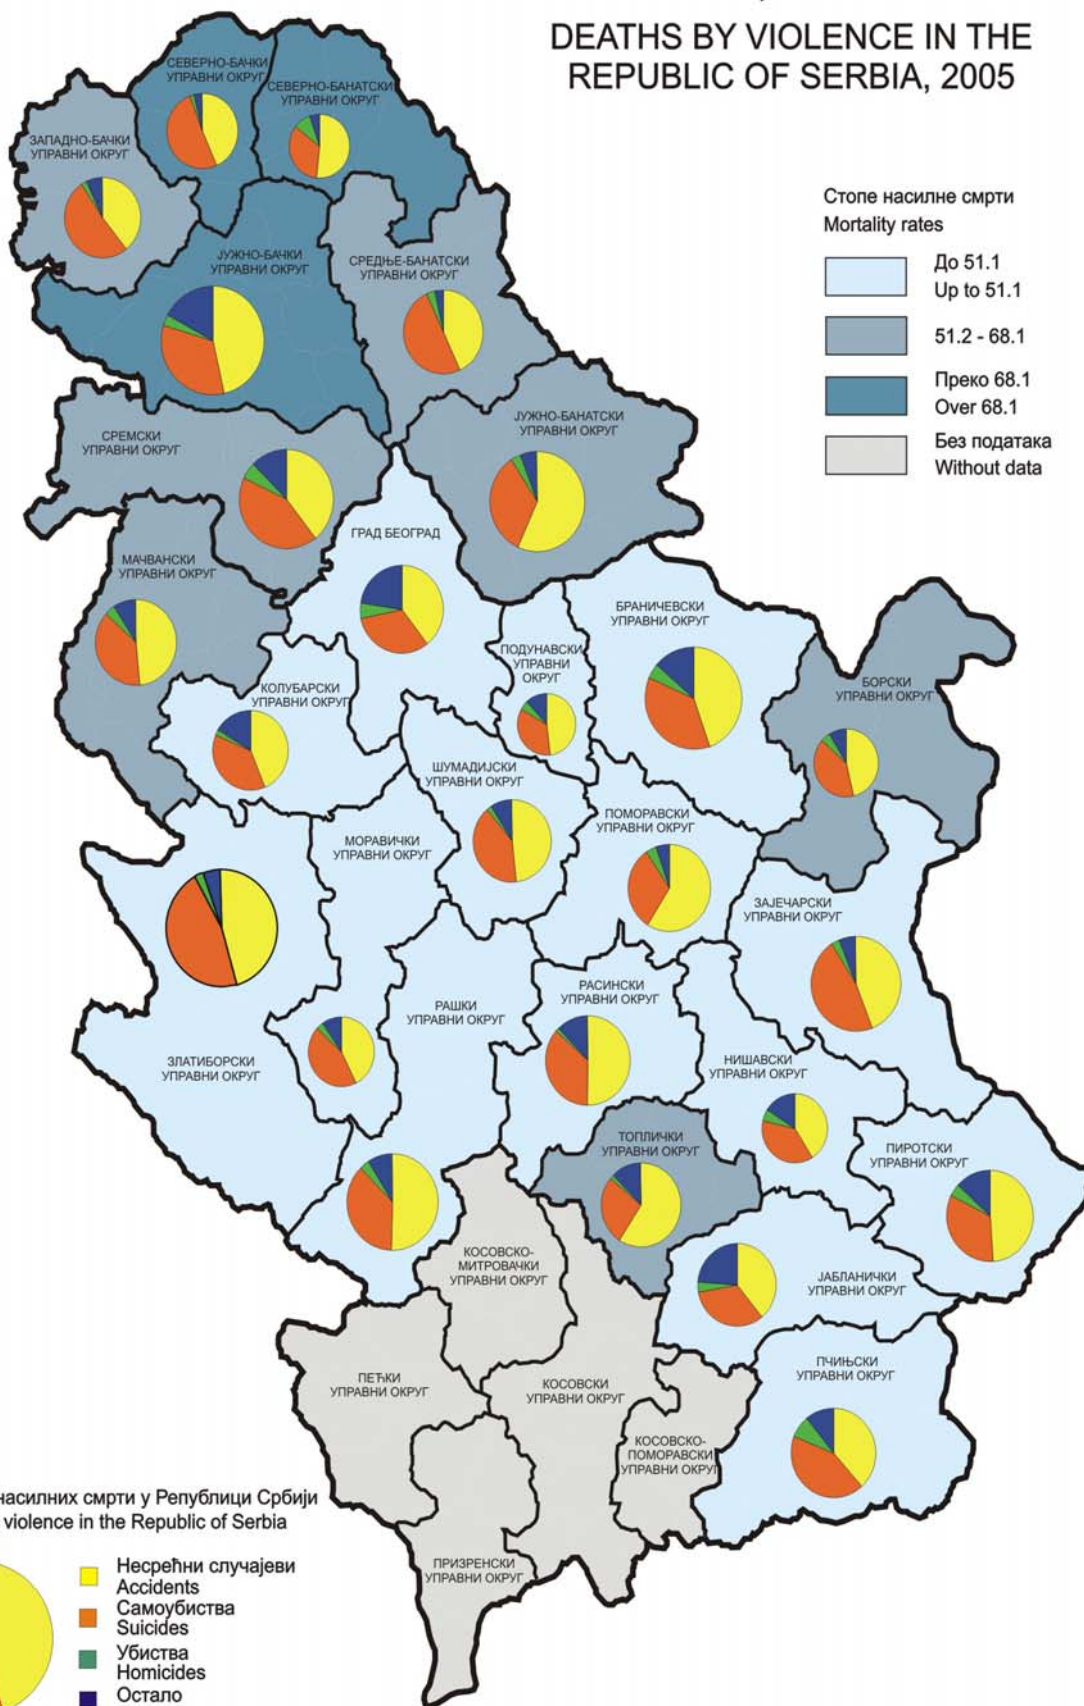 DEATHS BY VIOLENCE IN THE
REPUBLIC OF SERBIA, 2005
СЕВЕРНО-БАЧКИ
УПРАВНИ ОКРУГ
СЕВЕРНО-БАНАТСКИ
УПРАВНИ ОКРУГ
ЗАПАДНО-БАЧКИ
УПРАВНИ ОКРУГ
ЈУЖНО-БАЧКИ
УПРАВНИ ОКРУГ
СРЕДЊЕ-БАНАТСКИ
УПРАВНИ ОКРУГ
Стопе насилне смрти
Mortality rates
До 51.1
Up to 51.1
51.2 - 68.1
Преко 68.1
Over 68.1
Без података
Without data
СРЕМСКИ
УПРАВНИ ОКРУГ
ЈУЖНО-БАНАТСКИ
УПРАВНИ ОКРУГ
ГРАД БЕОГРАД
МАЧВАНСКИ
УПРАВНИ ОКРУГ
БРАНИЧЕВСКИ
УПРАВНИ ОКРУГ
ПОДУНАВСКИ
УПРАВНИ
ОКРУГ
КОЛУБАРСКИ
УПРАВНИ ОКРУГ
БОРСКИ
УПРАВНИ ОКРУГ
ШУМАДИЈСКИ
УПРАВНИ ОКРУГ
МОРАВИЧКИ
УПРАВНИ ОКРУГ
ПОМОРАВСКИ
УПРАВНИ ОКРУГ
ЗАЈЕЧАРСКИ
УПРАВНИ ОКРУГ
РАШКИ
УПРАВНИ ОКРУГ
РАСИНСКИ
УПРАВНИ ОКРУГ
ЗЛАТИБОРСКИ
УПРАВНИ ОКРУГ
НИШАВСКИ
УПРАВНИ ОКРУГ
ТОПЛИЧКИ
УПРАВНИ ОКРУГ
ПИРОТСКИ
УПРАВНИ ОКРУГ
КОСОВСКО-
МИТРОВАЧКИ
УПРАВНИ ОКРУГ
ЈАБЛАНИЧКИ
УПРАВНИ ОКРУГ
ПЕЋКИ
УПРАВНИ ОКРУГ
КОСОВСКИ
УПРАВНИ ОКРУГ
ПЧИЊСКИ
УПРАВНИ ОКРУГ
КОСОВСКО-
ПОМОРАВСКИ
УПРАВНИ ОКРУГ
ПРИЗРЕНСКИ
УПРАВНИ ОКРУГ
насилних смрти у Републици Србији
violence in the Republic of Serbia
Несрећни случајеви
Accidents
Самоубиства
Suicides
Убиства
Homicides
Остало